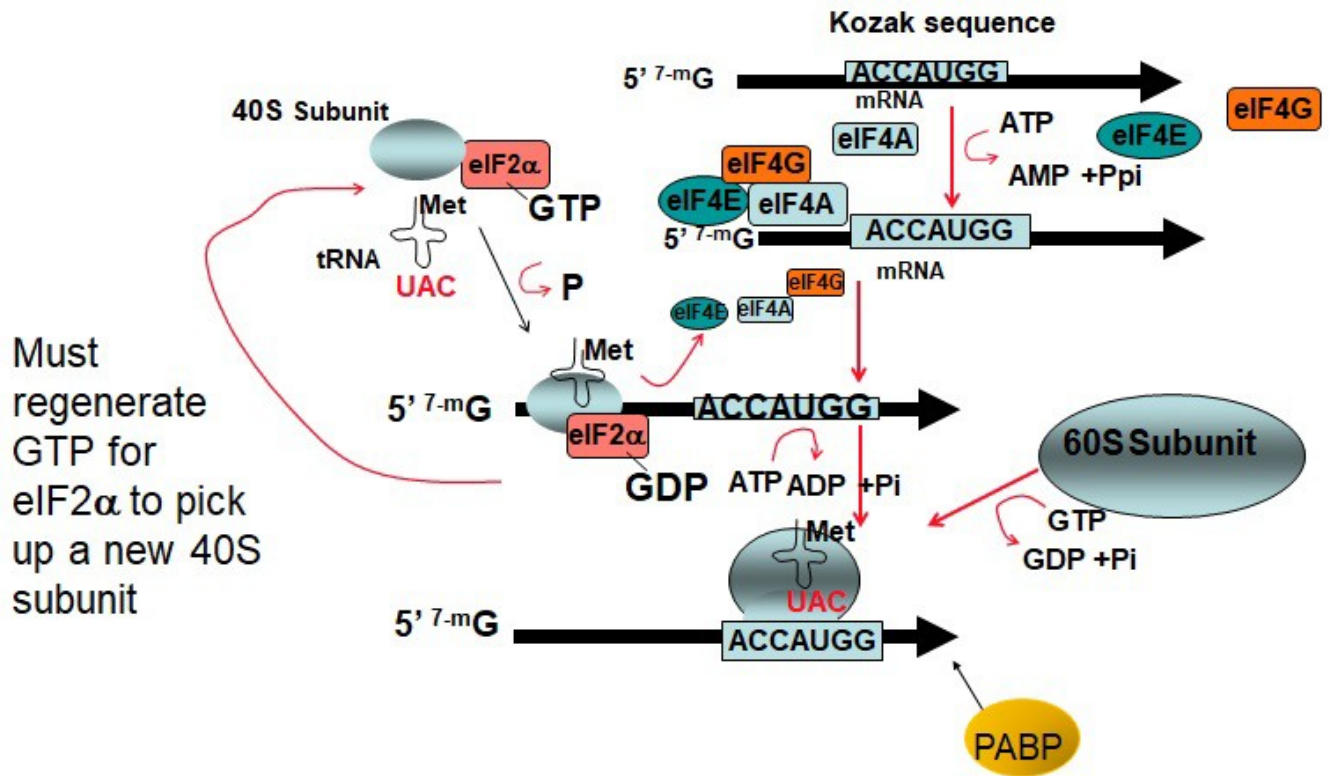 Kozak sequence
5’ 7-mG
ACCAUGG
mRNA
eIF4G
eIF4E
eIF4A
ATP
AMP +Ppi
40S Subunit
eIF2α
GTP
Met
tRNA
UAC
P
eIF4G
eIF4E
eIF4A
5’ 7-mG
ACCAUGG
mRNA
eIF4G
eIF4E
eIF4A
Must
regenerate
GTP for
eIF2α to pick
up a new 40S
subunit
Met
5’ 7-mG
ACCAUGG
eIF2α
GDP
ATP ADP +Pi
60S Subunit
GTP
GDP +Pi
Met
UAC
5’ 7-mG
ACCAUGG
PABP